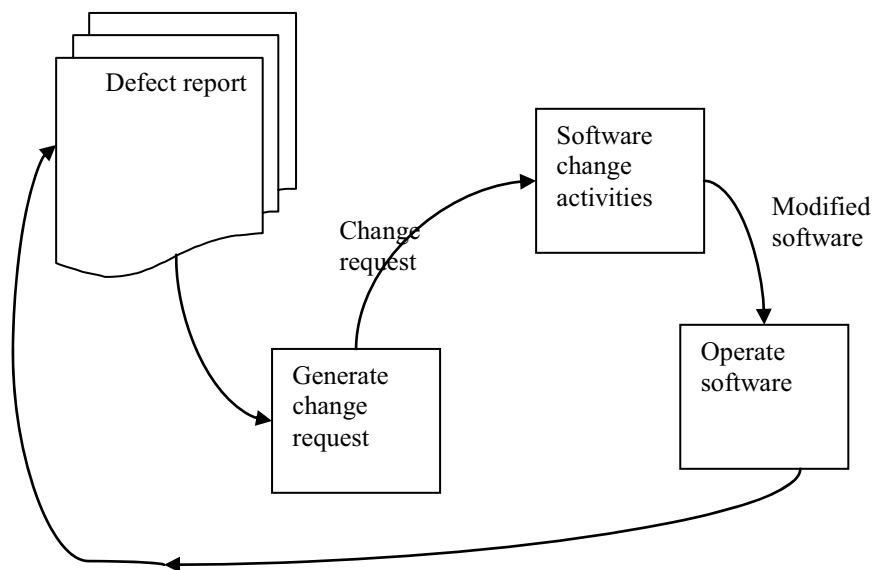 Defect report
Software
change
activities
Modified
software
Change
request
Operate
software
Generate
change
request